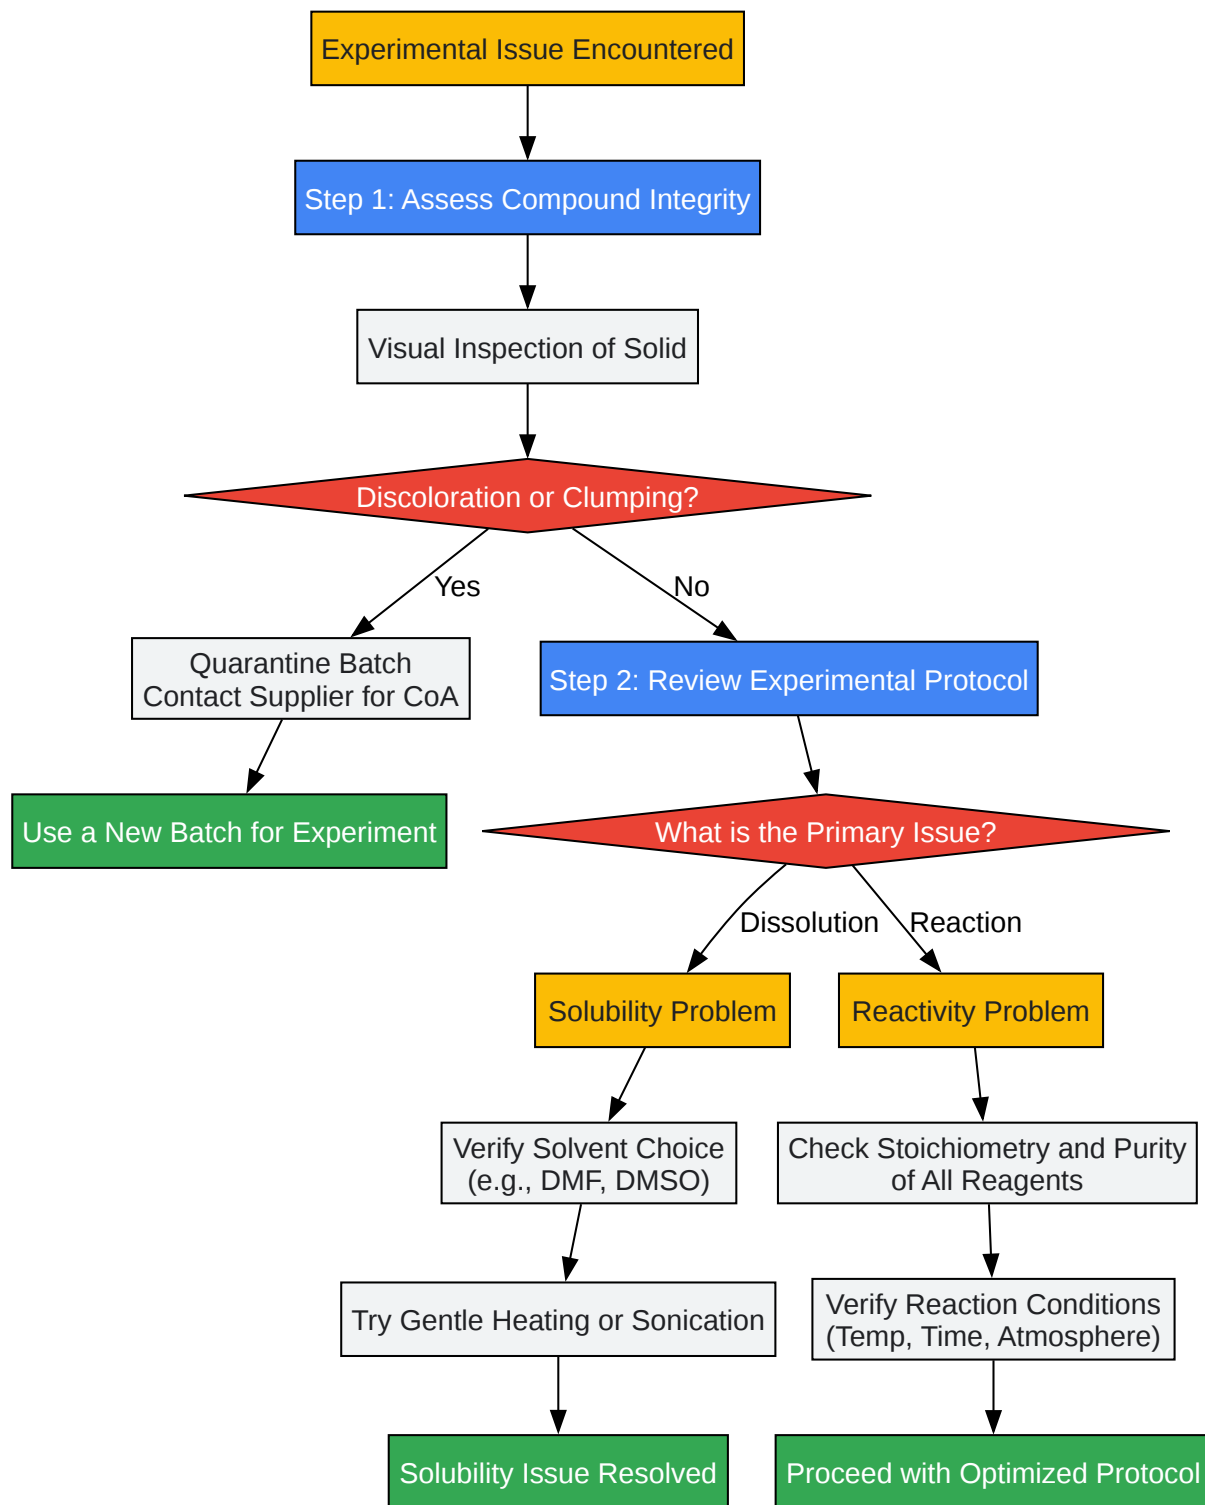 Experimental Issue Encountered
Step 1: Assess Compound Integrity
Visual Inspection of Solid
Discoloration or Clumping?
Yes
No
Quarantine Batch
Contact Supplier for CoA
Step 2: Review Experimental Protocol
Use a New Batch for Experiment
What is the Primary Issue?
Dissolution
Reaction
Solubility Problem
Reactivity Problem
Verify Solvent Choice
(e.g., DMF, DMSO)
Check Stoichiometry and Purity
of All Reagents
Try Gentle Heating or Sonication
Verify Reaction Conditions
(Temp, Time, Atmosphere)
Solubility Issue Resolved
Proceed with Optimized Protocol